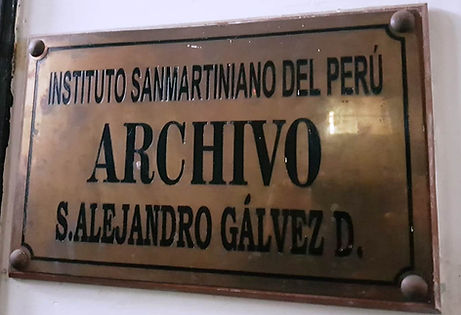 INSTITUTO SANMARTINIANO DEL PERÚ
ARCHIVO
S.ALEJANDRO GÁLVEZ D.